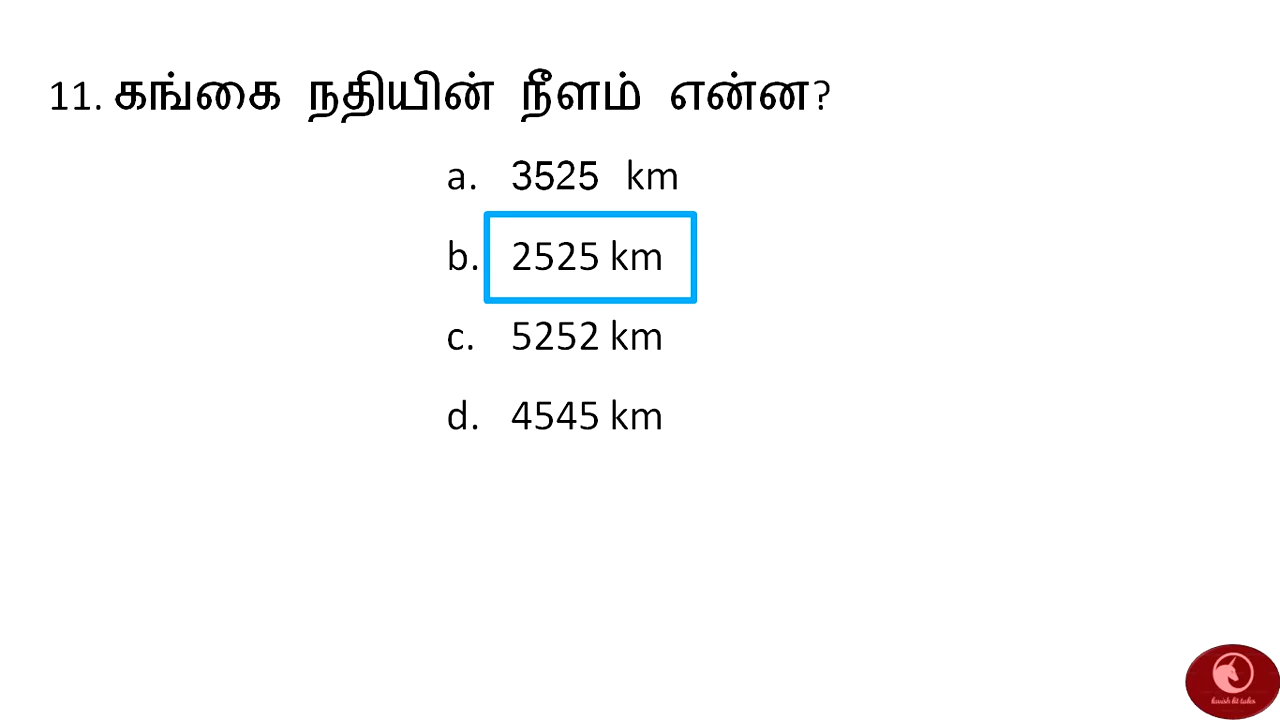 11. கங்கை நதியின் நீளம் என்ன?
a. 3525 km
b. 2525 km
c. 5252 km
d. 4545 km